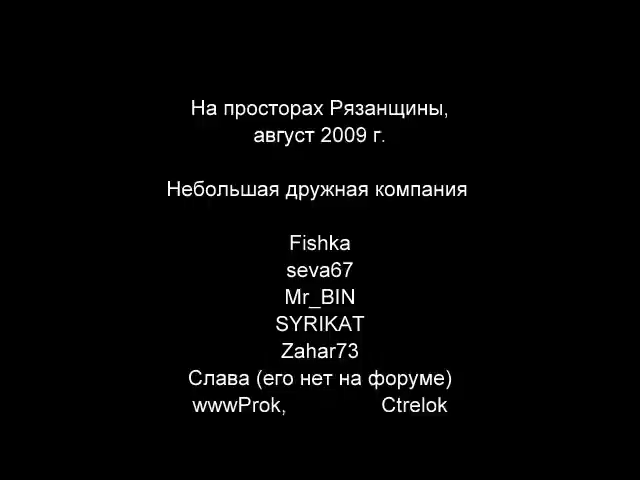 На просторах Рязанщины,
август 2009 г.
Небольшая дружная компания
Fishka
seva67
Mr_BIN
SYRIKAT
Zahar73
Слава (его нет на форуме)
wwwProk, Ctrelok